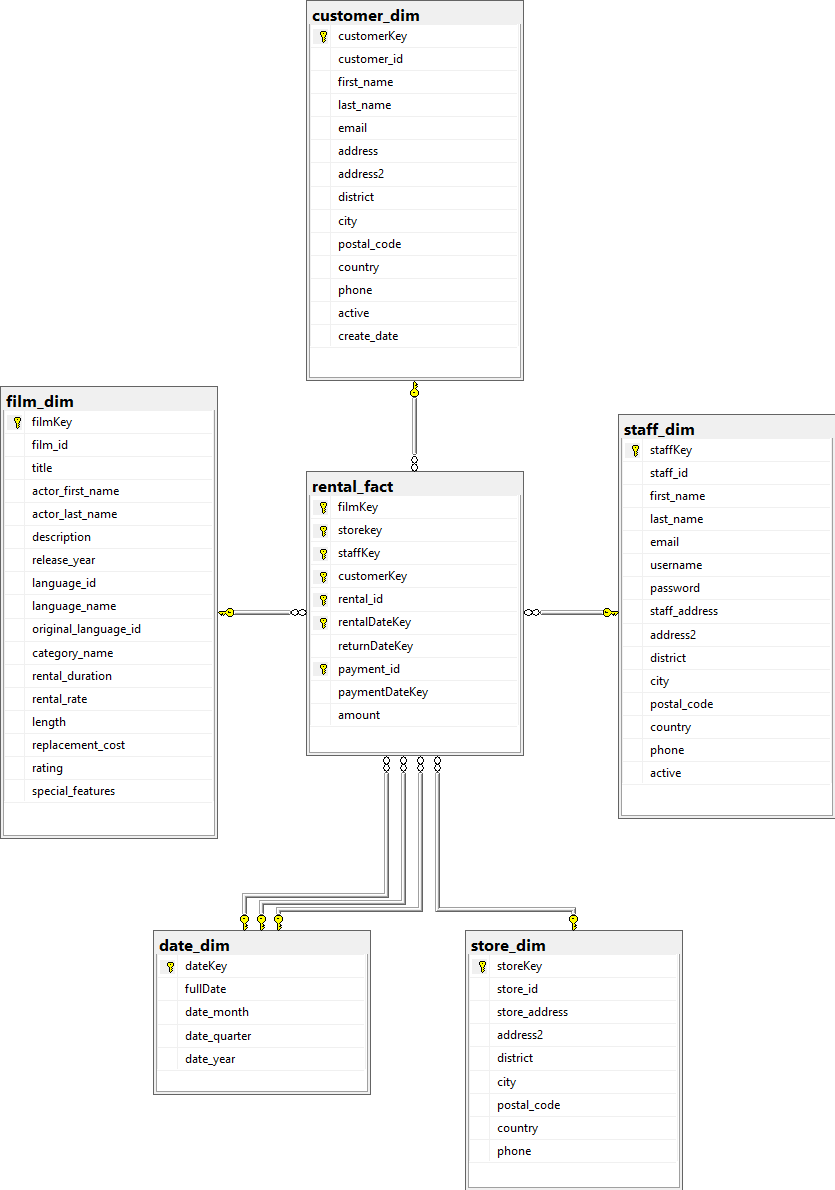 customer_dim
customerKey
customer_id
first_name
last_name
email
address
address2
district
city
postal_code
country
phone
active
create_date
film_dim
filmKey
film_id
title
actor_first_name
actor_last_name
description
release_year
language_id
language_name
original_language_id
category_name
rental_duration
rental_rate
length
replacement_cost
rating
special_features
rental_fact
filmKey
storekey
staffKey
customerKey
rental_id
rentalDateKey
returnDateKey
payment_id
paymentDateKey
amount
staff_dim
staffKey
staff_id
first_name
last_name
email
username
password
staff_address
address2
district
city
postal_code
country
phone
active
date_dim
dateKey
fullDate
date_month
date_quarter
date_year
store_dim
storeKey
store_id
store_address
address2
district
city
postal_code
country
phone